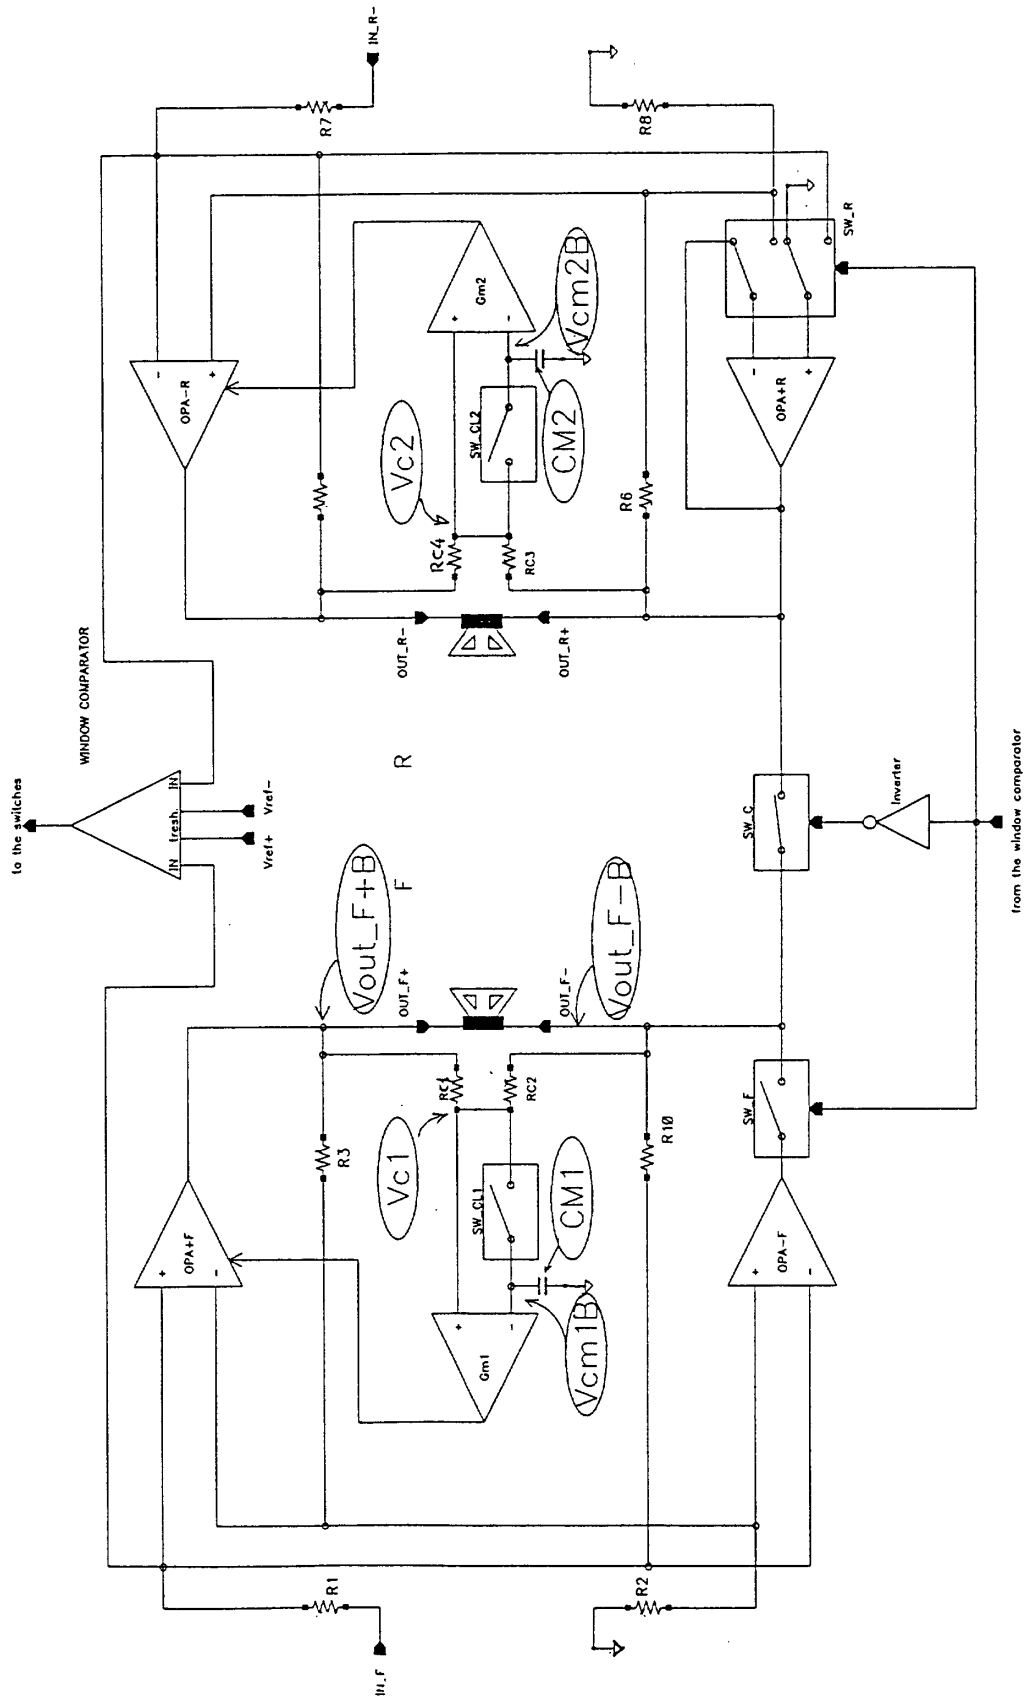 IN_R-
R7
R8
SW_R
OPA-R
-
+
Gm2
+
-
Vcm2B
CM2
SW_CL2
Vc2
RC4
RC3
R6
OPA+R
-
+
OUT_R-
OUT_R+
WINDOW COMPARATOR
to the switches
IN
tresh.
IN
Vref+
Vref-
R
F
SW_C
Inverter
from the window comparator
Vout_F+B
Vout_F-B
OUT_F+
OUT_F-
RC1
RC2
R3
R10
SW_F
Vc1
SW_CL1
CM1
Vcm1B
Gm1
+
-
OPA+F
+
-
OPA-F
+
-
R1
R2
IN_F